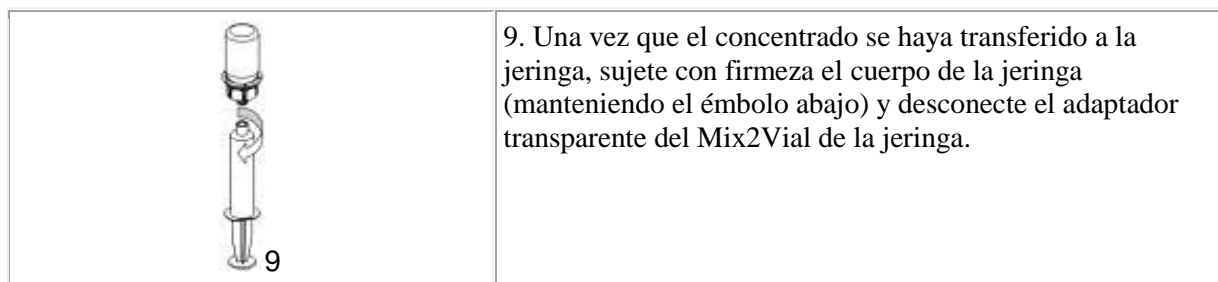 9. Una vez que el concentrado se haya transferido a la
jeringa, sujete con firmeza el cuerpo de la jeringa
(manteniendo el émbolo abajo) y desconecte el adaptador
transparente del Mix2Vial de la jeringa.
9